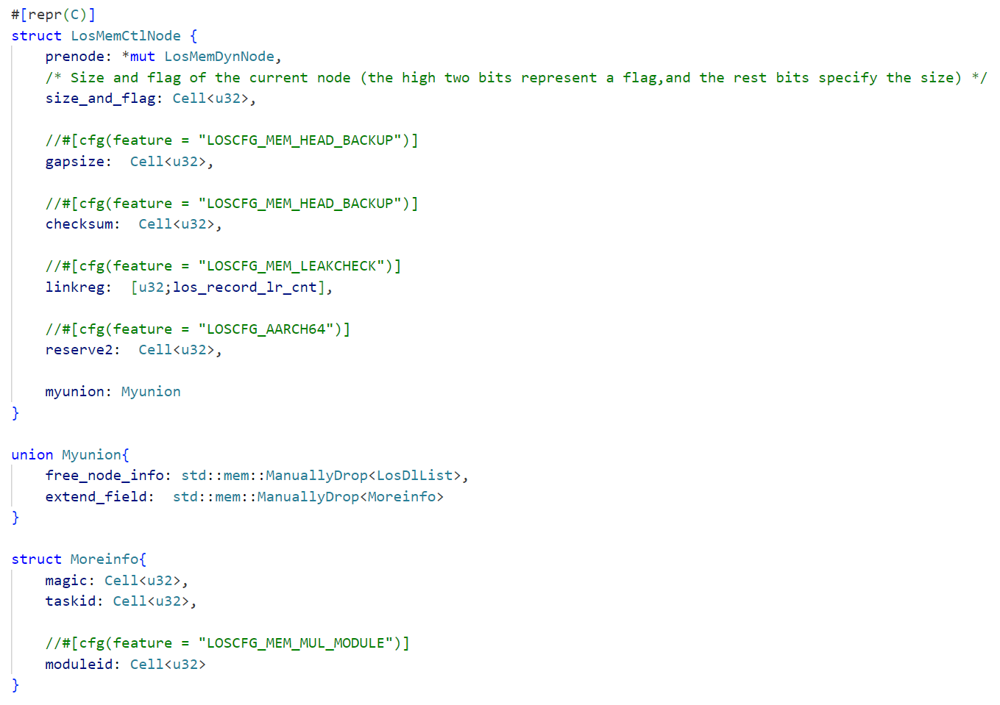 #[repr(C)]
struct LosMemCtlNode {
    prenode: *mut LosMemDynNode,
    /* Size and flag of the current node (the high two bits represent a flag,and the rest bits specify the size) */
    size_and_flag: Cell<u32>,

    //#[cfg(feature = "LOSCFG_MEM_HEAD_BACKUP")]
    gapsize:  Cell<u32>,

    //#[cfg(feature = "LOSCFG_MEM_HEAD_BACKUP")]
    checksum:  Cell<u32>,

    //#[cfg(feature = "LOSCFG_MEM_LEAKCHECK")]
    linkreg:  [u32;los_record_lr_cnt],

    //#[cfg(feature = "LOSCFG_AARCH64")]
    reserve2:  Cell<u32>,

    myunion: Myunion
}

union Myunion{
    free_node_info: std::mem::ManuallyDrop<LosDlList>,
    extend_field:  std::mem::ManuallyDrop<Moreinfo>
}

struct Moreinfo{
    magic: Cell<u32>,
    taskid: Cell<u32>,

    //#[cfg(feature = "LOSCFG_MEM_MUL_MODULE")]
    moduleid: Cell<u32>
}